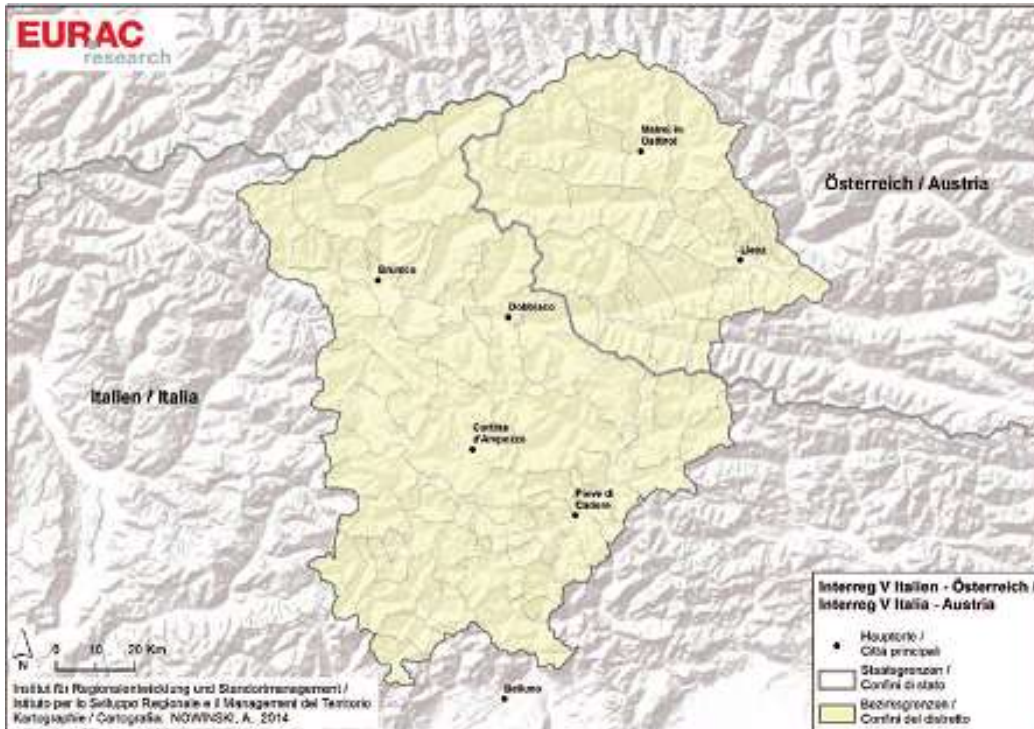 EURAC
research
Matrei in
Osttirol
Österreich / Austria
Lienz
Brunico
Dobbiaco
Italien / Italia
Cortina
d'Ampezzo
Pieve di
Cadore
Interreg V Italien - Österreich /
Interreg V Italia - Austria
Hauptorte /
Città principali
Staatsgrenzen /
Confini di stato
Bezirksgrenzen /
Confini del distretto
0 10 20 Km
N
Belluno
Institut für Regionalentwicklung und Standortmanagement /
Istituto per lo Sviluppo Regionale e il Management del Territorio
Kartographie / Cartografia: NOWINSKI, A. 2014